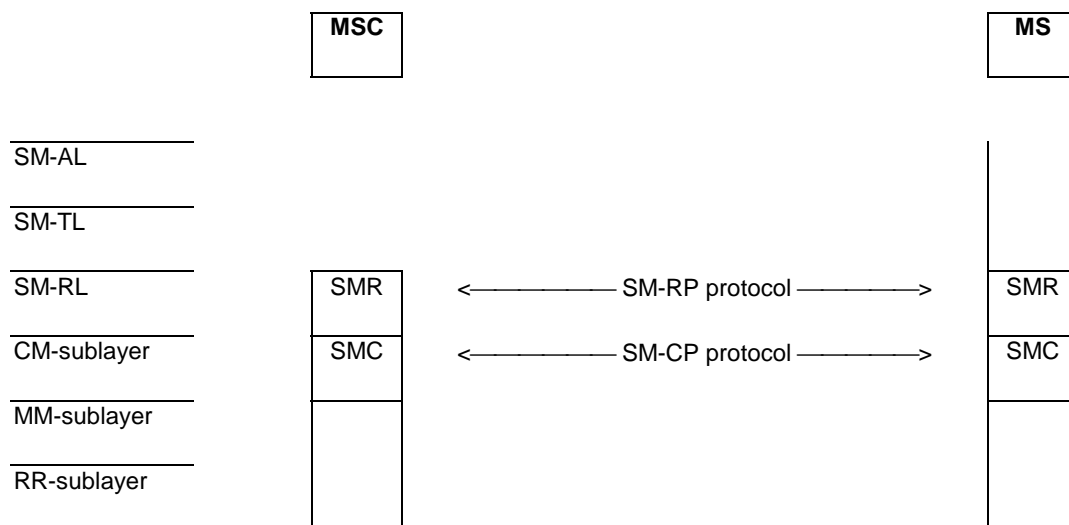 MSC MS
SM-AL
SM-TL
SM-RL SMR <——————— SM-RP protocol ———————> SMR
CM-sublayer SMC <——————— SM-CP protocol ———————> SMC
MM-sublayer
RR-sublayer